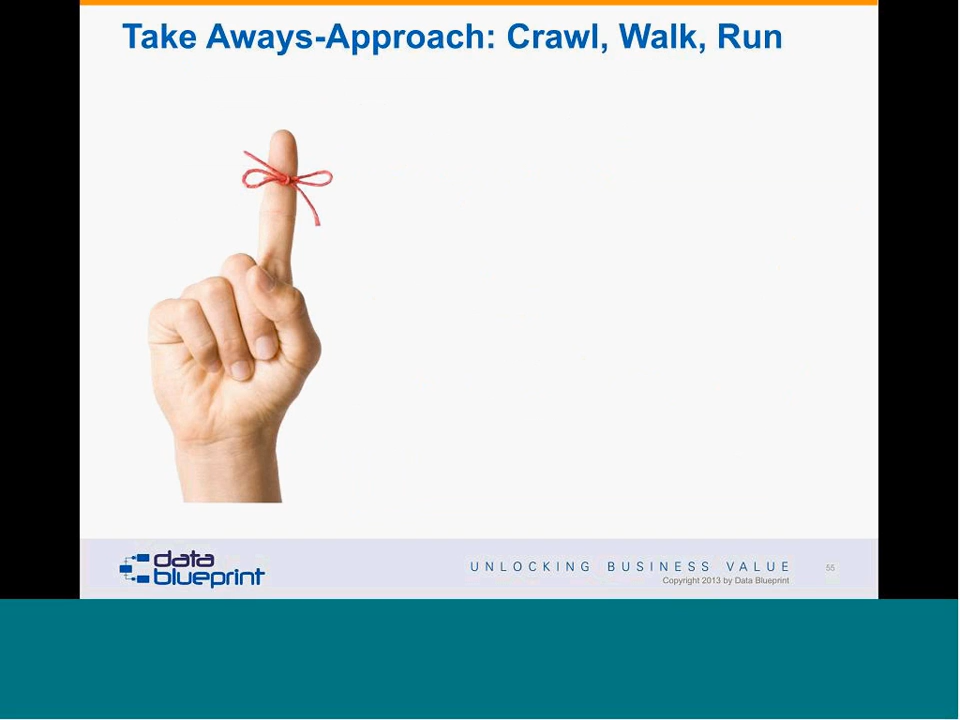 Take Aways-Approach: Crawl, Walk, Run
data
blueprint
UNLOCKING BUSINESS VALUE
55
Copyright 2013 by Data Blueprint